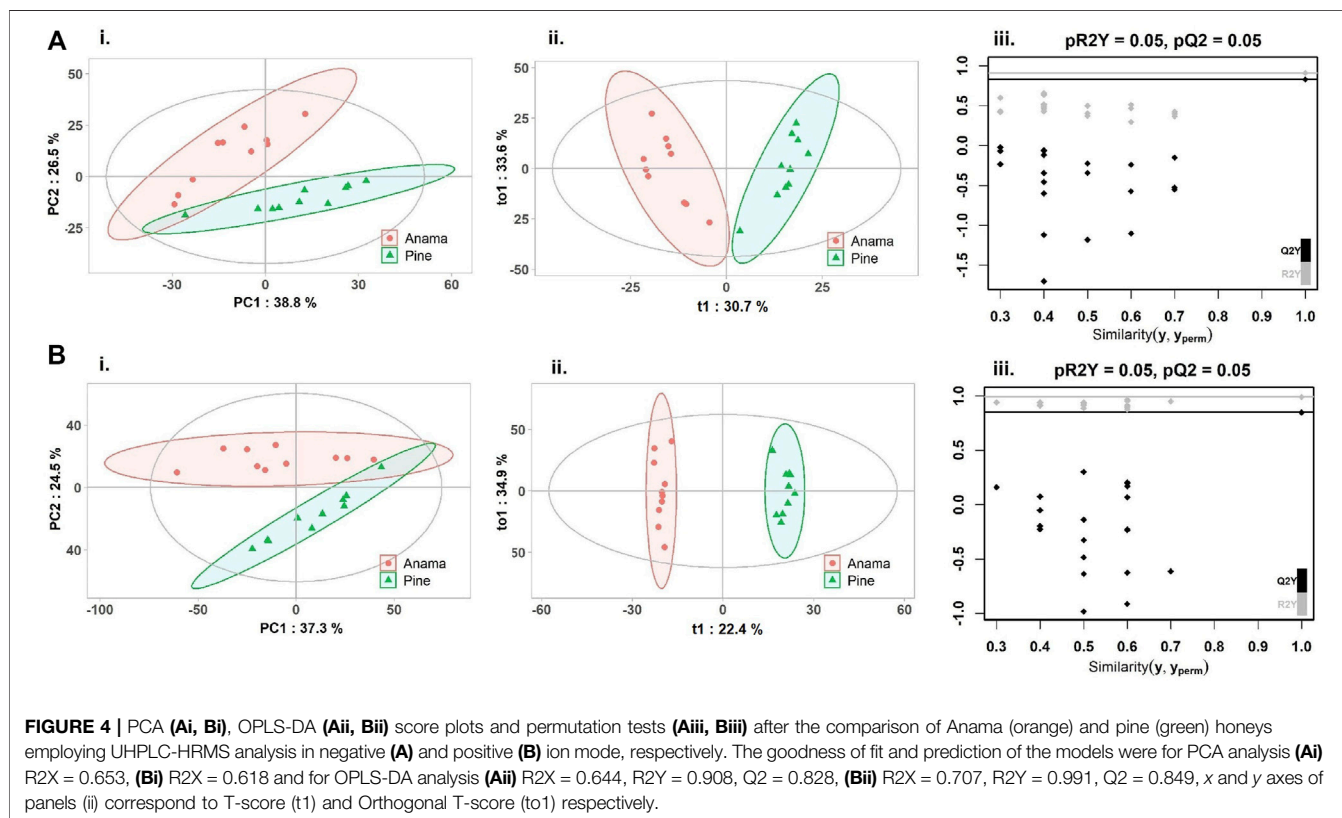 A
i.
50
25
0
-25
PC2 : 26.5 %
-30
0
30
60
PC1 : 38.8 %
Anama
Pine
ii.
50
25
0
25
-50
to1 : 33.6 %
-25
0
25
t1 : 30.7 %
Anama
Pine
iii.
pR2Y = 0.05, pQ2 = 0.05
1.0
0.5
0.0
-0.5
-1.0
-1.5
Q2Y
R2Y
0.3 0.4 0.5 0.6 0.7 0.8 0.9 1.0
Similarity(y, yperm)
B
i.
40
0
40
PC2 : 24.5 %
-100
-50
0
50
PC1 : 37.3 %
Anama
Pine
ii.
50
0
50
to1 : 34.9 %
-60
-30
0
30
60
t1 : 22.4 %
Anama
Pine
iii.
pR2Y = 0.05, pQ2 = 0.05
1.0
0.5
0.0
-0.5
-1.0
Q2Y
R2Y
0.3 0.4 0.5 0.6 0.7 0.8 0.9 1.0
Similarity(y, yperm)
FIGURE 4 | PCA (Ai, Bi), OPLS-DA (Aii, Bii) score plots and permutation tests (Aiii, Biii) after the comparison of Anama (orange) and pine (green) honeys
employing UHPLC-HRMS analysis in negative (A) and positive (B) ion mode, respectively. The goodness of fit and prediction of the models were for PCA analysis (Ai)
R2X = 0.653, (Bi) R2X = 0.618 and for OPLS-DA analysis (Aii) R2X = 0.644, R2Y = 0.908, Q2 = 0.828, (Bii) R2X = 0.707, R2Y = 0.991, Q2 = 0.849, x and y axes of
panels (ii) correspond to T-score (t1) and Orthogonal T-score (to1) respectively.